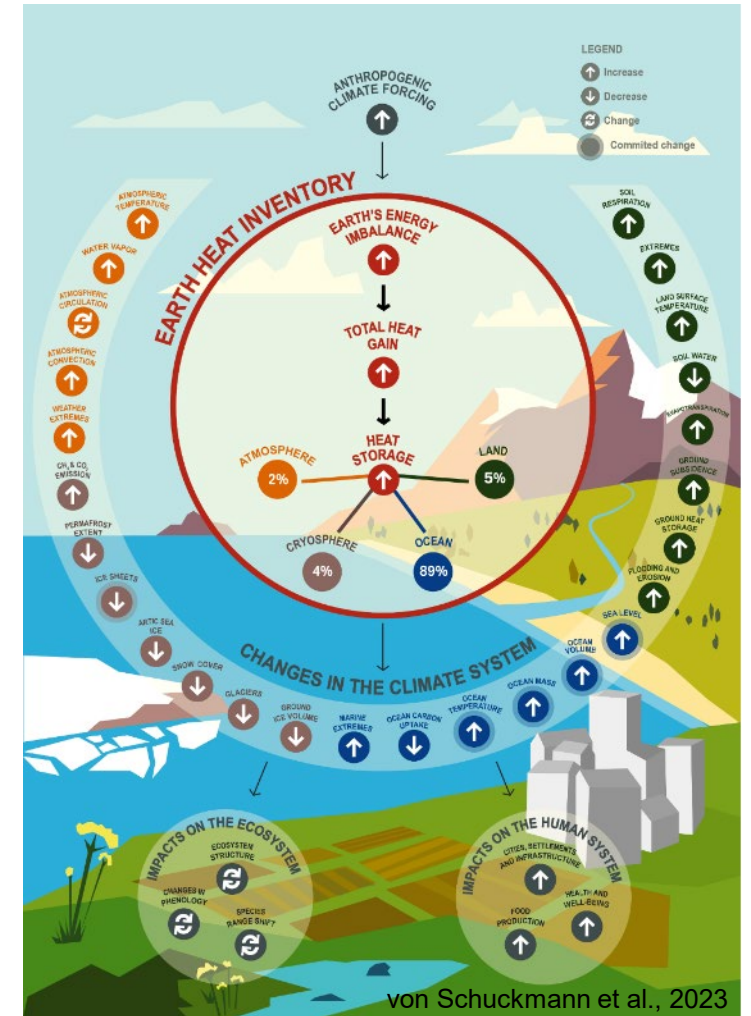 LEGEND
Increase
Decrease
Change
Commited change
ANTHROPOGENIC
CLIMATE FORCING
EARTH HEAT INVENTORY
EARTH'S ENERGY
IMBALANCE
TOTAL HEAT
GAIN
HEAT
STORAGE
ATMOSPHERE
2%
LAND
5%
CRYOSPHERE
4%
OCEAN
89%
CHANGES IN THE CLIMATE SYSTEM
ATMOSPHERIC
TEMPERATURE
WATER VAPOR
ATMOSPHERIC
CIRCULATION
ATMOSPHERIC
CONVECTION
WEATHER
EXTREMES
CH₄ & CO₂
EMISSION
PERMAFROST
EXTENT
ICE SHEETS
ARTIC SEA
ICE
SNOW COVER
GLACIERS
GROUND
ICE VOLUME
MARINE
EXTREMES
OCEAN CARBON
UPTAKE
OCEAN
TEMPERATURE
OCEAN MASS
OCEAN
VOLUME
SEA LEVEL
FLOODING AND
EROSION
GROUND HEAT
STORAGE
GROUND
SUBSIDENCE
EVAPOTRANSPIRATION
SOIL WATER
LAND SURFACE
TEMPERATURE
EXTREMES
SOIL
RESPIRATION
IMPACTS ON THE ECOSYSTEM
ECOSYSTEM
STRUCTURE
CHANGES IN
PHENOLOGY
SPECIES
RANGE SHIFT
IMPACTS ON THE HUMAN SYSTEM
CITIES, SETTLEMENTS
AND INFRASTRUCTURE
HEALTH AND
WELL-BEING
FOOD
PRODUCTION
von Schuckmann et al., 2023